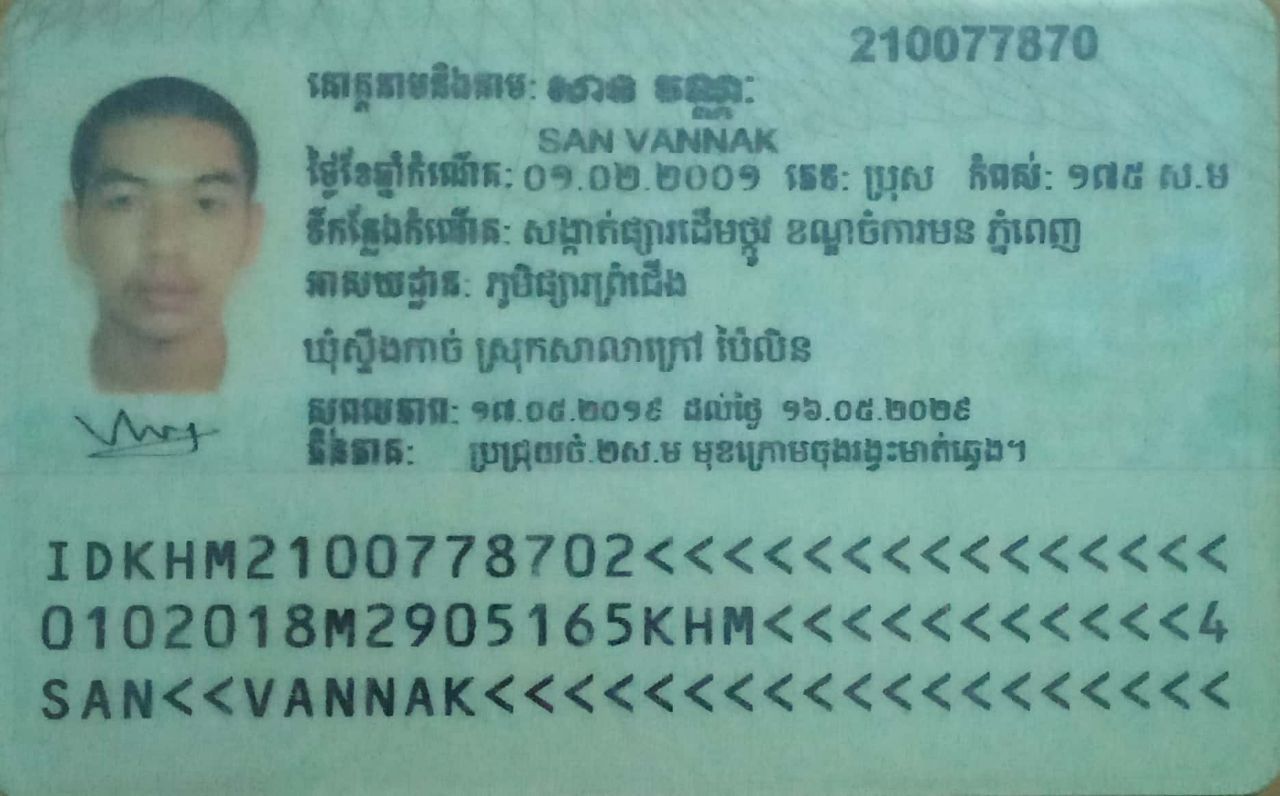 210077870
គោត្តនាមនិងនាម: សាន វណ្ណៈ
SAN VANNAK
ថ្ងៃខែឆ្នាំកំណើត: ០១.០២.២០០១ ភេទ: ប្រុស កំពស់: ១៧៥ ស.ម
ទីកន្លែងកំណើត: សង្កាត់ផ្សារដើមថ្កូវ ខណ្ឌចំការមន ភ្នំពេញ
អាសយដ្ឋាន: ភូមិផ្សារព្រំជើង
ឃុំស្ទឹងកាច់ ស្រុកសាលាក្រៅ ប៉ៃលិន
សុពលភាព: ១៧.០៥.២០១៩ ដល់ថ្ងៃ ១៦.០៥.២០២៩
ភិនភាគ: ប្រជ្រុយចំ.២ស.ម មុខក្រោមចុងរង្វះមាត់ឆ្វេង។
IDKHM2100778702<<<<<<<<<<<<<<<
0102018M2905165KHM<<<<<<<<<<<4
SAN<<VANNAK<<<<<<<<<<<<<<<<<<<